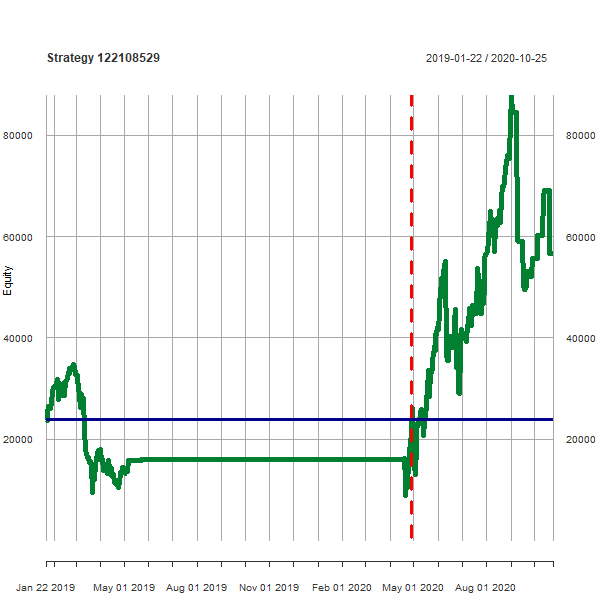 Strategy 122108529
2019-01-22 / 2020-10-25
80000
80000
60000
60000
Equity
40000
40000
20000
20000
Jan 22 2019
May 01 2019
Aug 01 2019
Nov 01 2019
Feb 01 2020
May 01 2020
Aug 01 2020